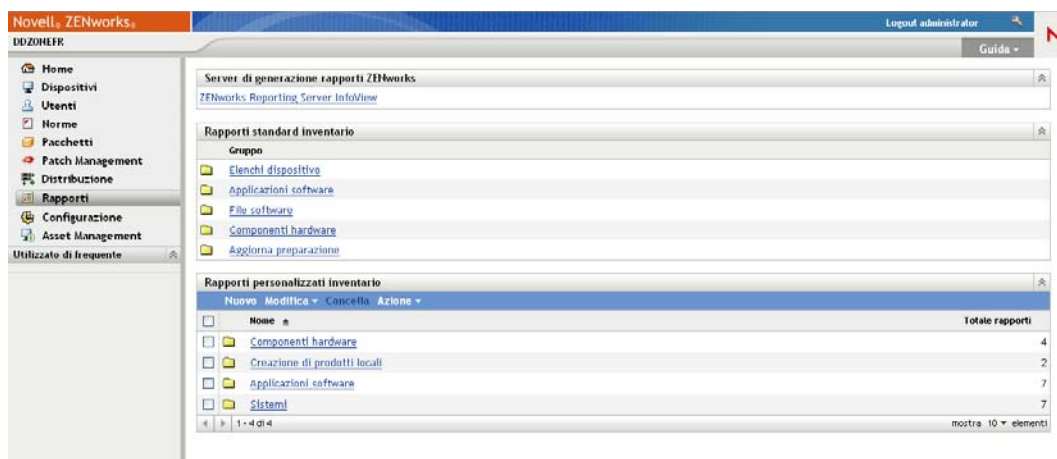 Novell® ZENworks®
Logout administrator
DDZONEFR
Guida
Home
Dispositivi
Utenti
Norme
Pacchetti
Patch Management
Distribuzione
Rapporti
Configurazione
Asset Management
Utilizzato di frequente
Server di generazione rapporti ZENworks
ZENworks Reporting Server InfoView
Rapporti standard inventario
Gruppo
Elenchi dispositivo
Applicazioni software
File software
Componenti hardware
Aggiorna preparazione
Rapporti personalizzati inventario
Nuovo Modifica Cancella Azione
Nome Totale rapporti
Componenti hardware 4
Creazione di prodotti locali 2
Applicazioni software 7
Sistemi 7
1 - 4 di 4 mostra 10 elementi